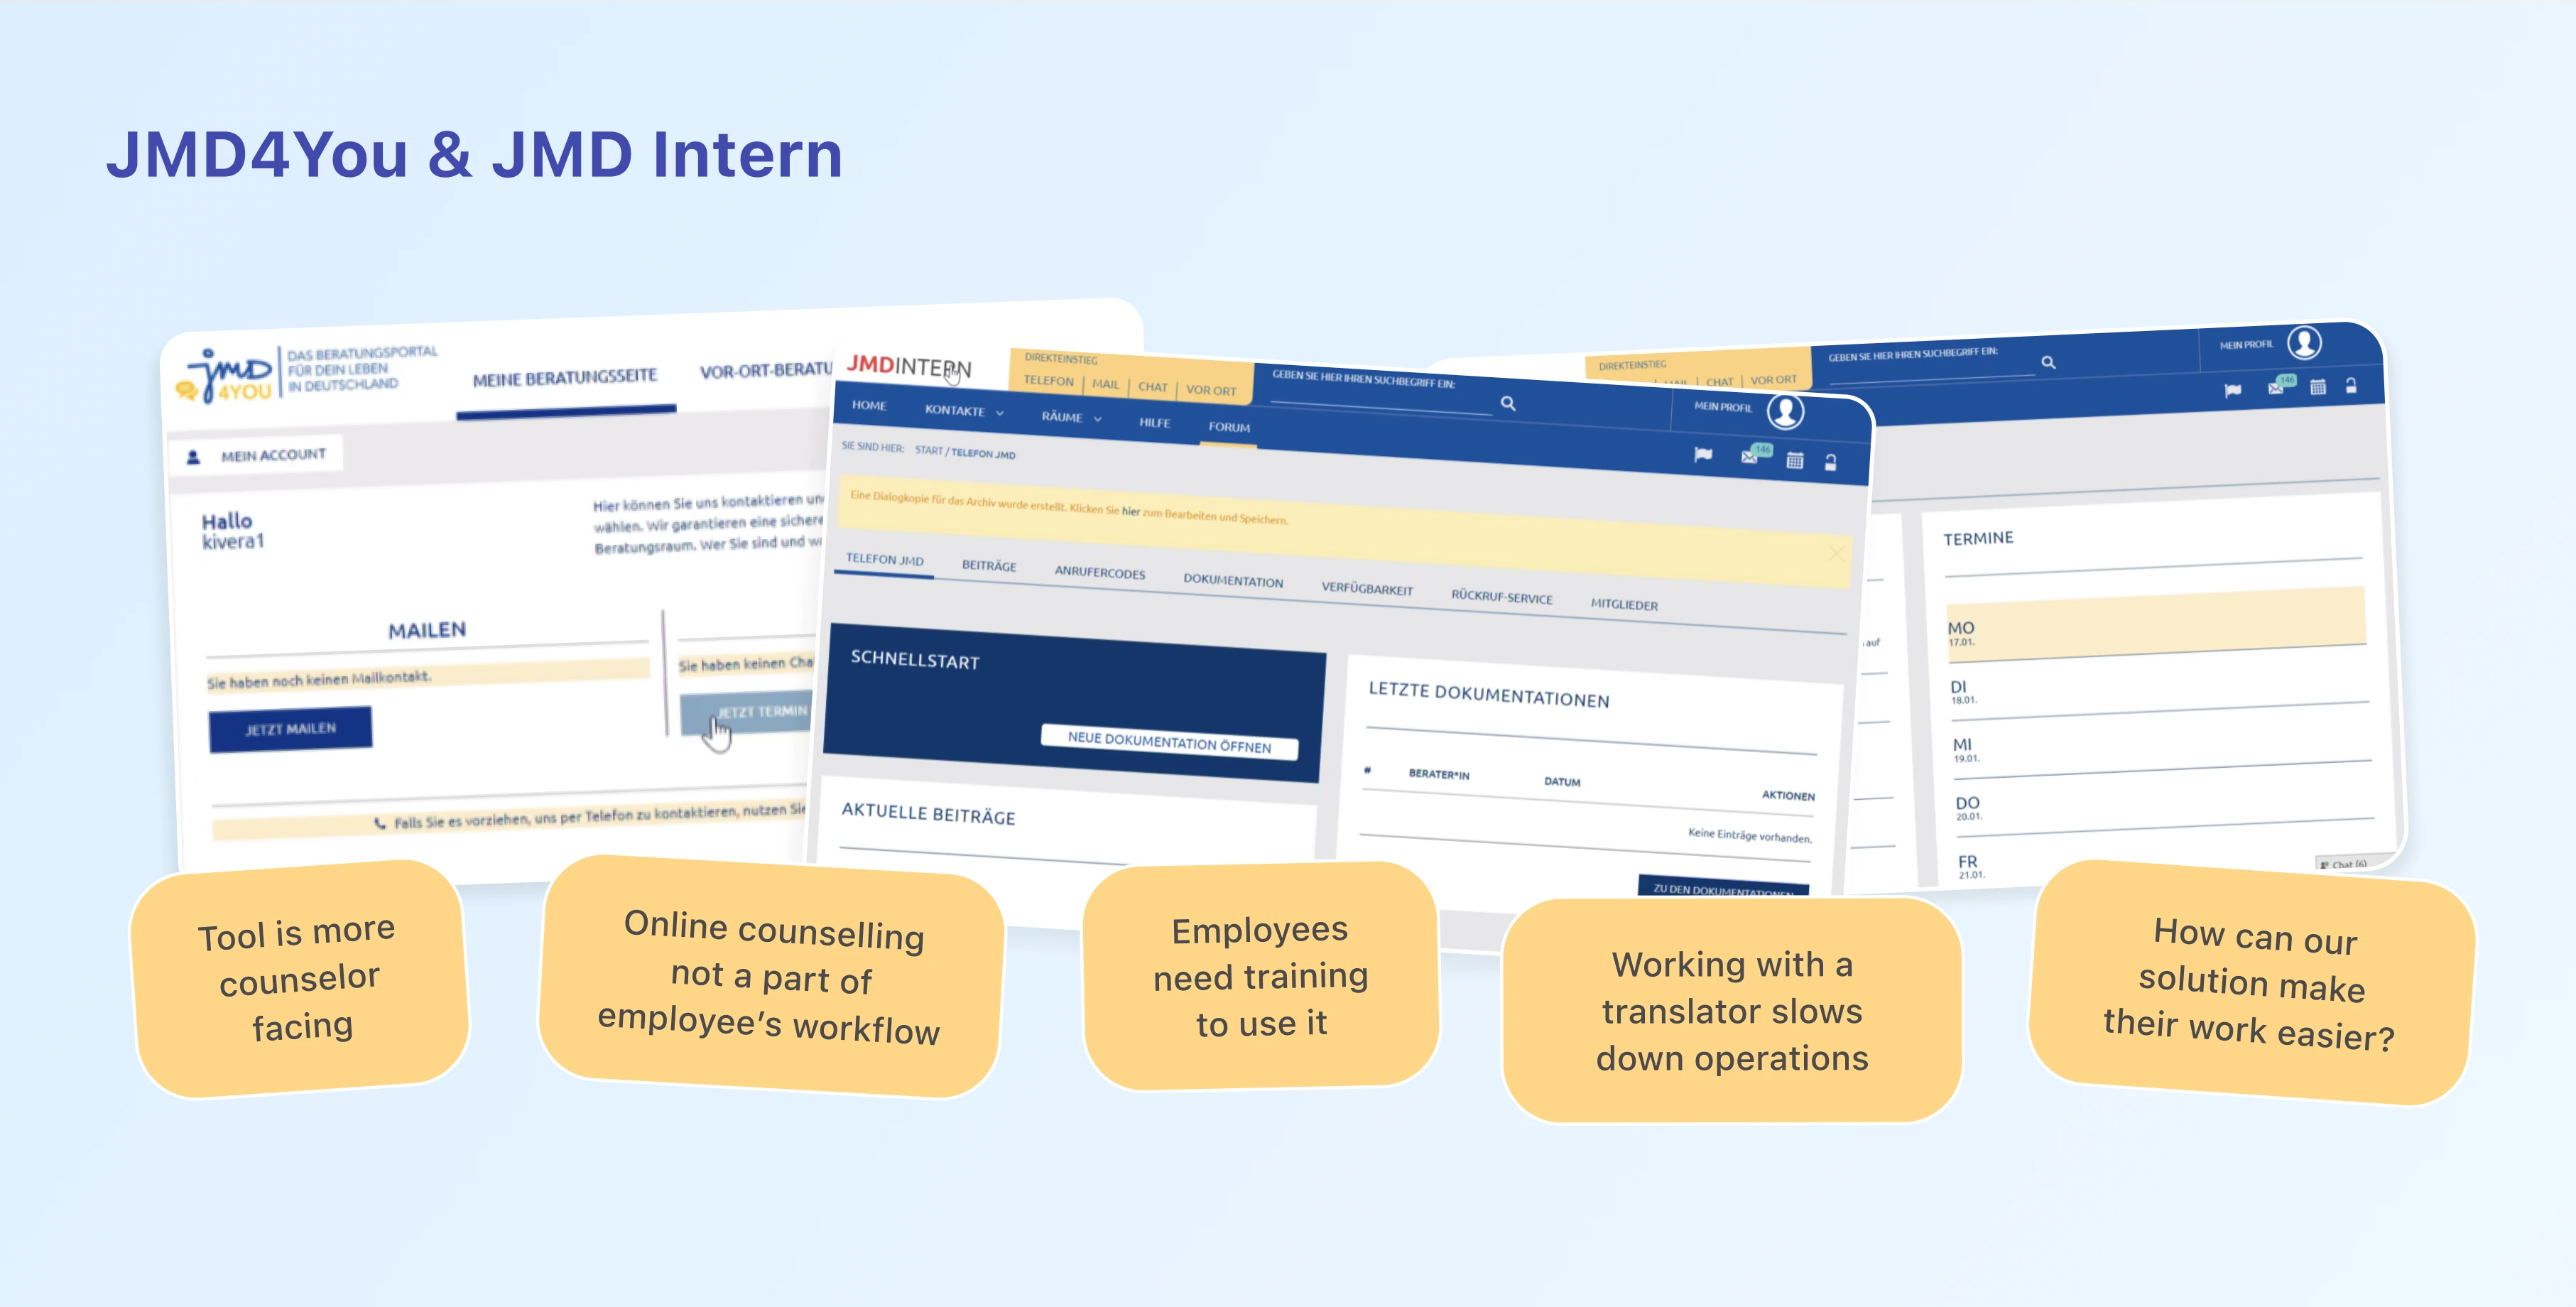 JMD4You & JMD Intern
jMD
4YOU
DAS BERATUNGSPORTAL
FÜR DEIN LEBEN
IN DEUTSCHLAND
MEINE BERATUNGSSEITE
VOR-ORT-BERATU
MEIN ACCOUNT
Hallo
kivera1
Hier können Sie uns kontaktieren un
wählen. Wir garantieren eine sichere
Beratungsraum. Wer Sie sind und w
MAILEN
Sie haben noch keinen Mailkontakt.
JETZT MAILEN
Sie haben keinen Cha
JETZT TERMIN
Falls Sie es vorziehen, uns per Telefon zu kontaktieren, nutzen Sie
JMDINTERN
DIREKTEINSTIEG
TELEFON | MAIL | CHAT | VOR ORT
GEBEN SIE HIER IHREN SUCHBEGRIFF EIN:
MEIN PROFIL
HOME
KONTAKTE
RÄUME
HILFE
FORUM
146
SIE SIND HIER: START / TELEFON JMD
Eine Dialogkopie für das Archiv wurde erstellt. Klicken Sie hier zum Bearbeiten und Speichern.
TELEFON JMD
BEITRÄGE
ANRUFERCODES
DOKUMENTATION
VERFÜGBARKEIT
RÜCKRUF-SERVICE
MITGLIEDER
SCHNELLSTART
NEUE DOKUMENTATION ÖFFNEN
AKTUELLE BEITRÄGE
LETZTE DOKUMENTATIONEN
# BERATER*IN DATUM AKTIONEN
Keine Einträge vorhanden.
ZU DEN DOKUMENTATIONEN
DIREKTEINSTIEG
MAIL | CHAT | VOR ORT
GEBEN SIE HIER IHREN SUCHBEGRIFF EIN:
MEIN PROFIL
146
auf
TERMINE
MO
17.01.
DI
18.01.
MI
19.01.
DO
20.01.
FR
21.01.
Chat (6)
Tool is more
counselor
facing
Online counselling
not a part of
employee’s workflow
Employees
need training
to use it
Working with a
translator slows
down operations
How can our
solution make
their work easier?